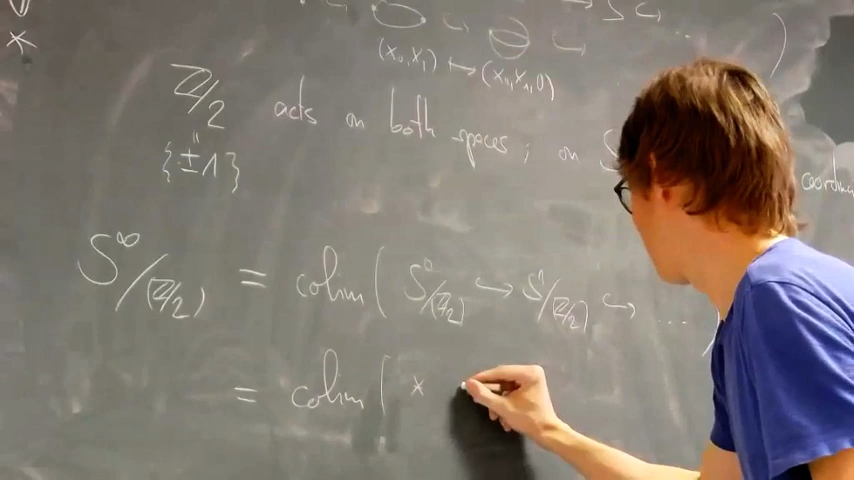 S ↪ ...
(x₀,x₁) ↦ (x₀,x₁,0)
ℤ/2 acts on both spaces ; on S
" 
{±1}
S^∞/(ℤ/2) = colim ( S⁰/(ℤ/2) ↪ S¹/(ℤ/2) ↪ ...
= colim ( *